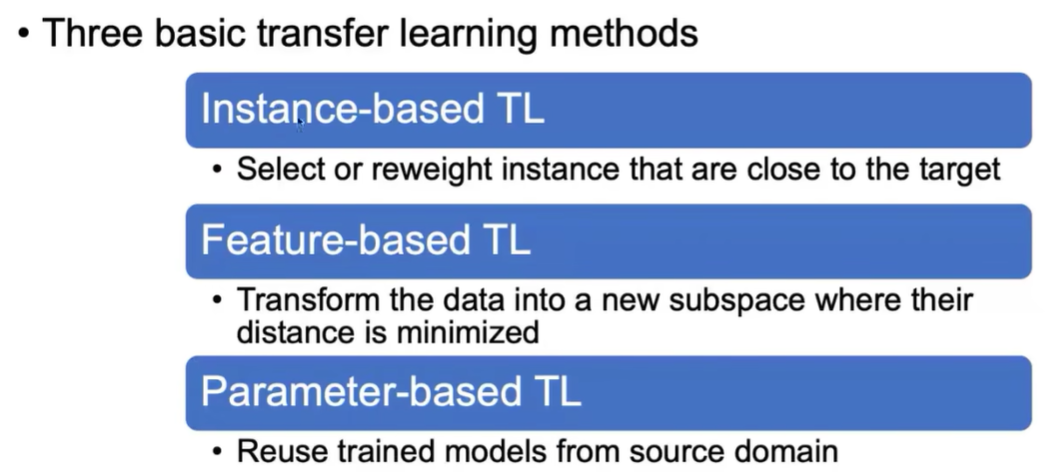 • Three basic transfer learning methods
Instance-based TL
• Select or reweight instance that are close to the target
Feature-based TL
• Transform the data into a new subspace where their
distance is minimized
Parameter-based TL
• Reuse trained models from source domain